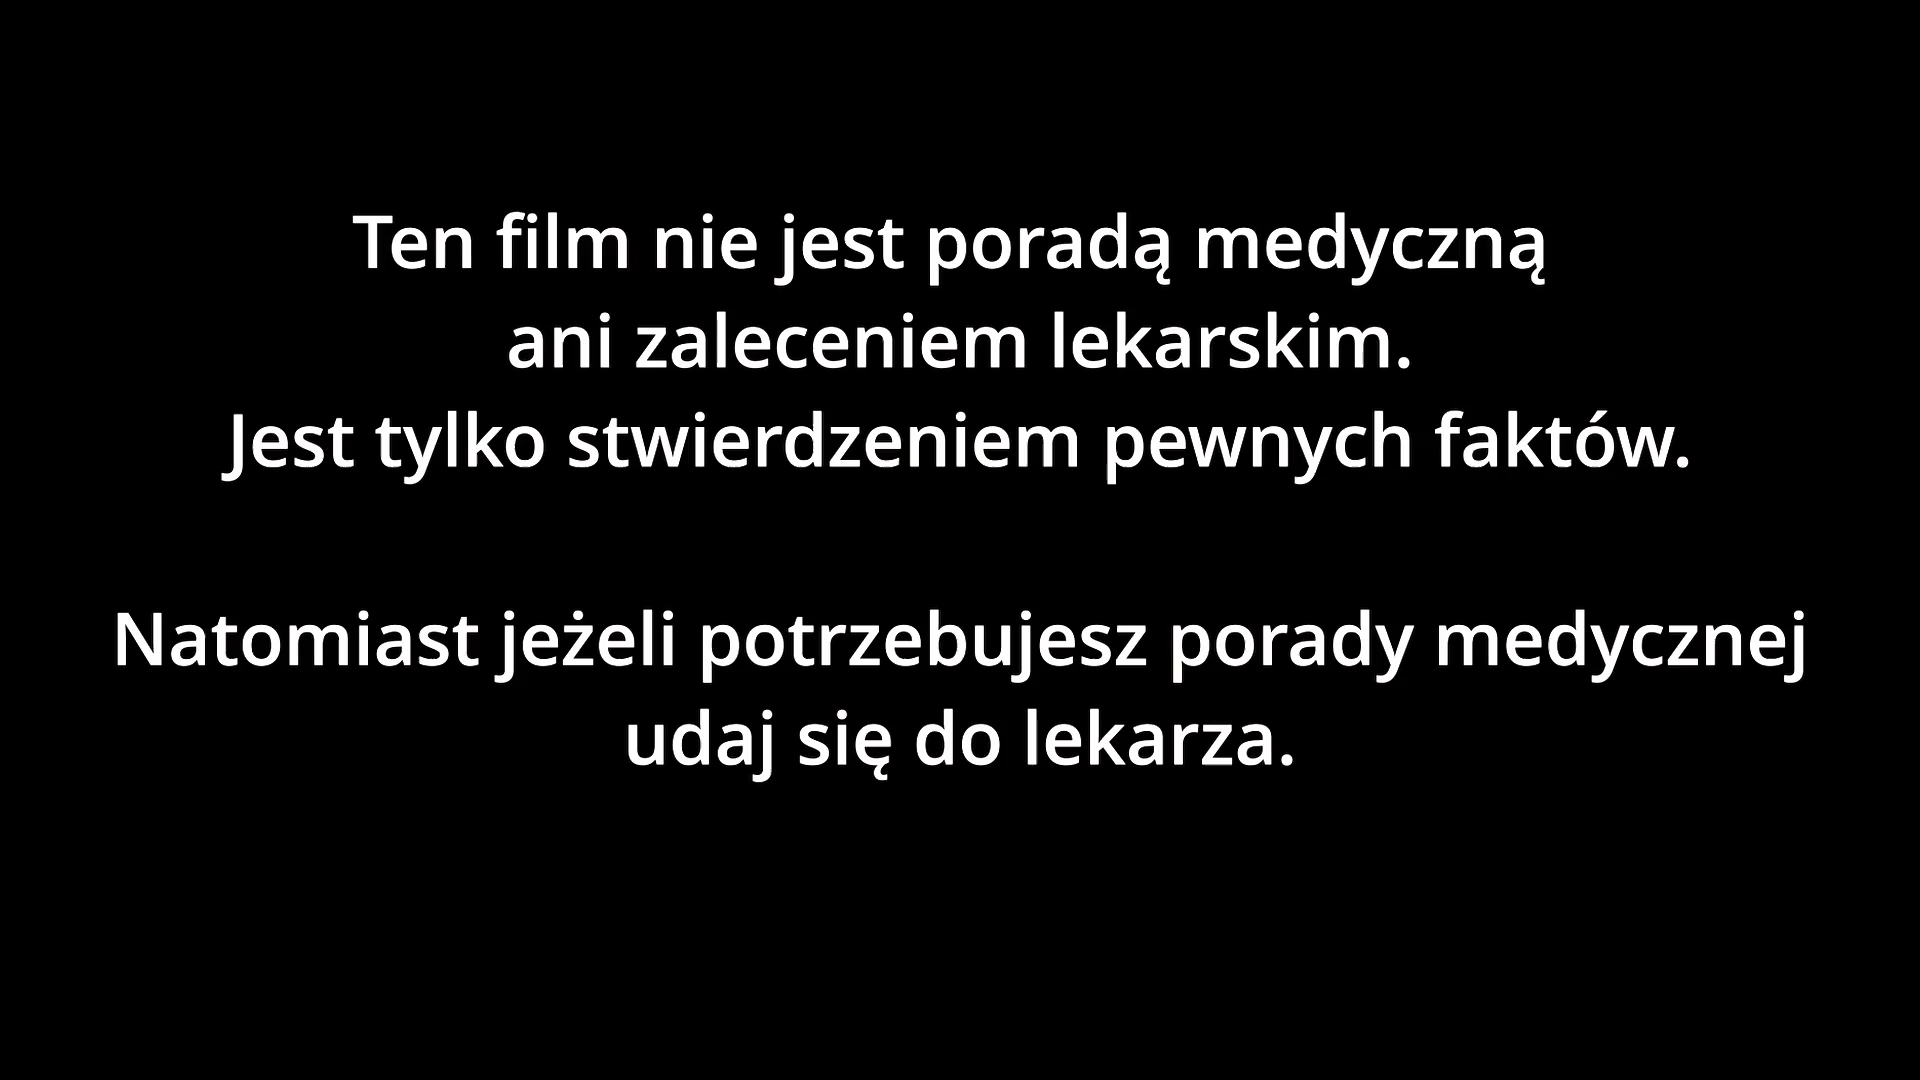 Ten film nie jest poradą medyczną
ani zaleceniem lekarskim.
Jest tylko stwierdzeniem pewnych faktów.
Natomiast jeżeli potrzebujesz porady medycznej
udaj się do lekarza.